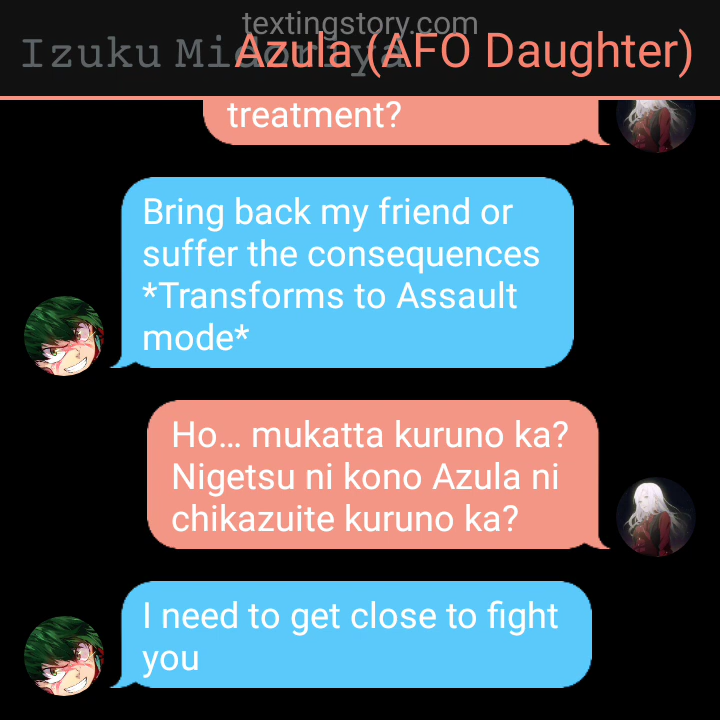 textingstory.com
Izuku Midoriya
Azula (AFO Daughter)
treatment?
Bring back my friend or
suffer the consequences
*Transforms to Assault
mode*
Ho... mukatta kuruno ka?
Nigetsu ni kono Azula ni
chikazuite kuruno ka?
I need to get close to fight
you